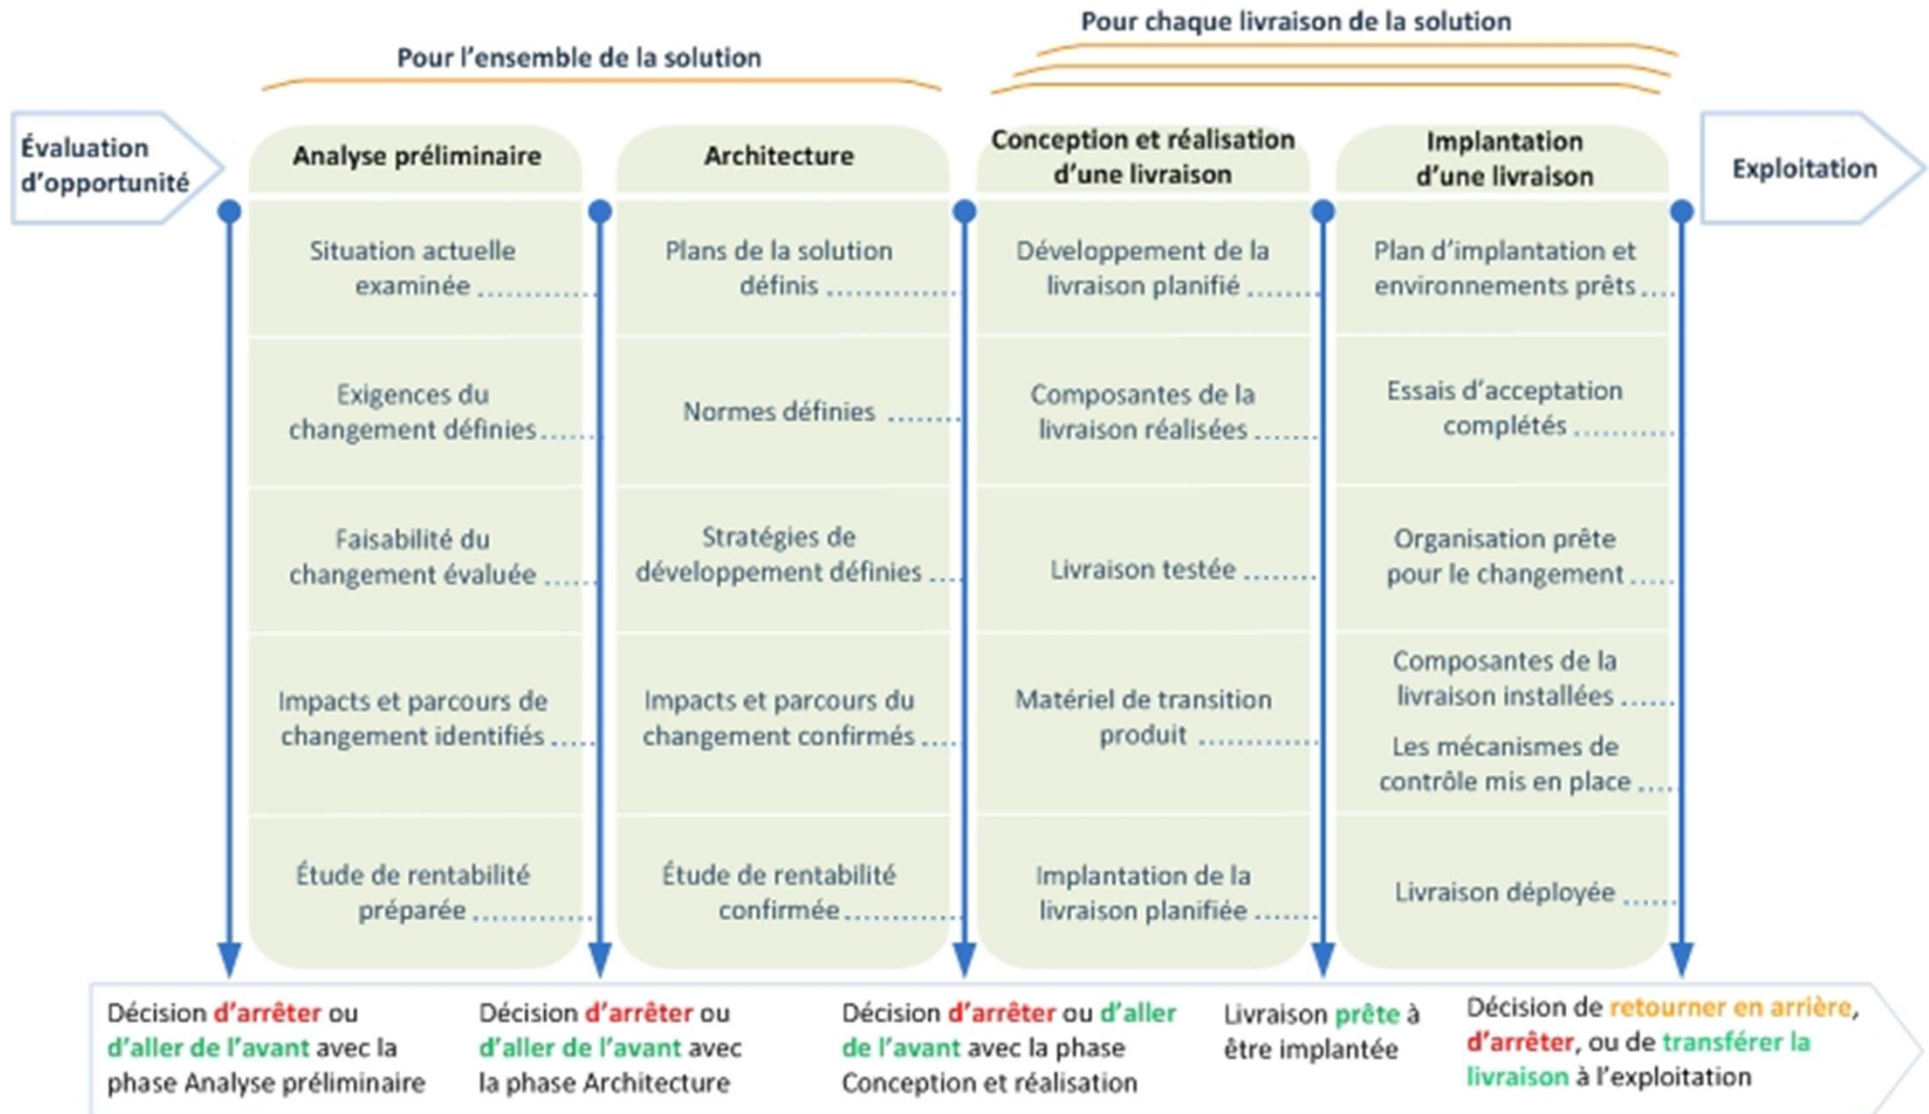 Pour l'ensemble de la solution
Pour chaque livraison de la solution
Évaluation
d'opportunité
Analyse préliminaire
Architecture
Conception et réalisation
d'une livraison
Implantation
d'une livraison
Exploitation
Situation actuelle
examinée
Exigences du
changement définies
Faisabilité du
changement évaluée
Impacts et parcours de
changement identifiés
Étude de rentabilité
préparée
Plans de la solution
définis
Normes définies
Stratégies de
développement définies
Impacts et parcours du
changement confirmés
Étude de rentabilité
confirmée
Développement de la
livraison planifié
Composantes de la
livraison réalisées
Livraison testée
Matériel de transition
produit
Implantation de la
livraison planifiée
Plan d'implantation et
environnements prêts
Essais d'acceptation
complétés
Organisation prête
pour le changement
Composantes de la
livraison installées
Les mécanismes de
contrôle mis en place
Livraison déployée
Décision d'arrêter ou
d'aller de l'avant avec la
phase Analyse préliminaire
Décision d'arrêter ou
d'aller de l'avant avec
la phase Architecture
Décision d'arrêter ou d'aller
de l'avant avec la phase
Conception et réalisation
Livraison prête à
être implantée
Décision de retourner en arrière,
d'arrêter, ou de transférer la
livraison à l'exploitation